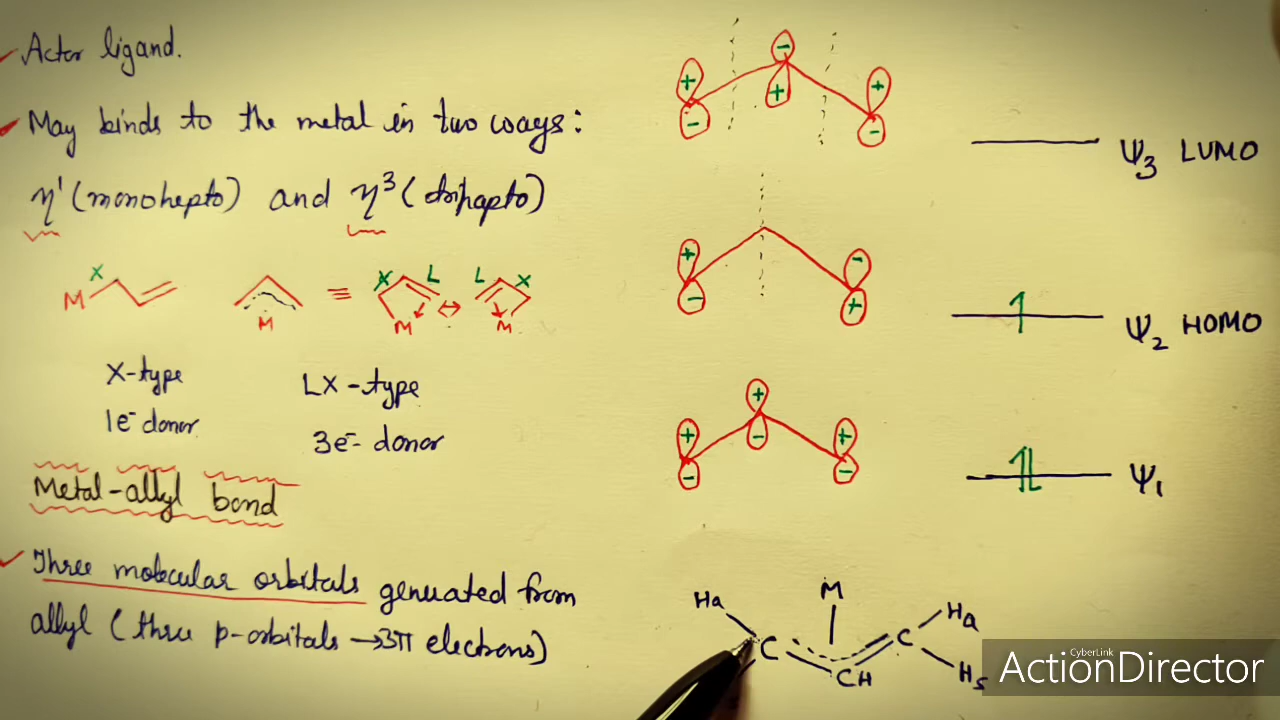 Actor ligand.
May binds to the metal in two ways:
η¹ (monohepto) and η³ (trihapto)
X
M
M
≡
X L
M
↔
L X
M
X-type
1e⁻ donor
LX-type
3e⁻ donor
Metal-allyl bond
Three molecular orbitals genuated from
allyl (three p-orbitals → 3π electrons)
+ - +
- + -
ψ₃ LUMO
+ -
- +
ψ₂ HOMO
+ + +
- - -
ψ₁
Ha
M
Ha
C
C
CH
Hs
CyberLink
ActionDirector